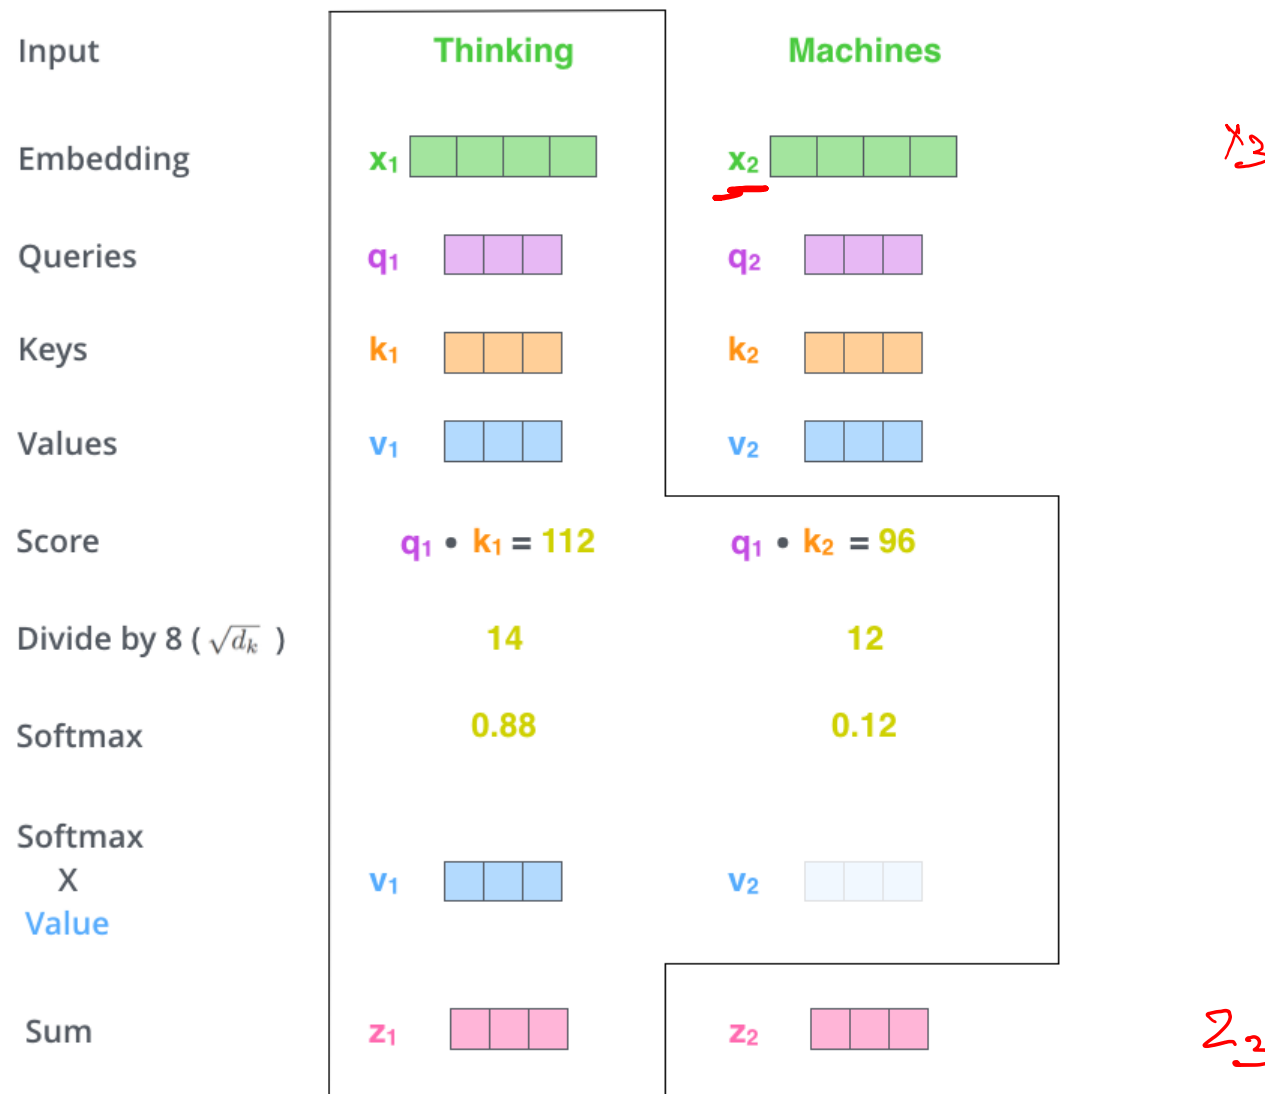 Input Thinking Machines
Embedding x₁ x₂ x₂
Queries q₁ q₂
Keys k₁ k₂
Values v₁ v₂
Score q₁ • k₁ = 112 q₁ • k₂ = 96
Divide by 8 ( √dₖ ) 14 12
Softmax 0.88 0.12
Softmax
X v₁ v₂
Value
Sum z₁ z₂ Z₂